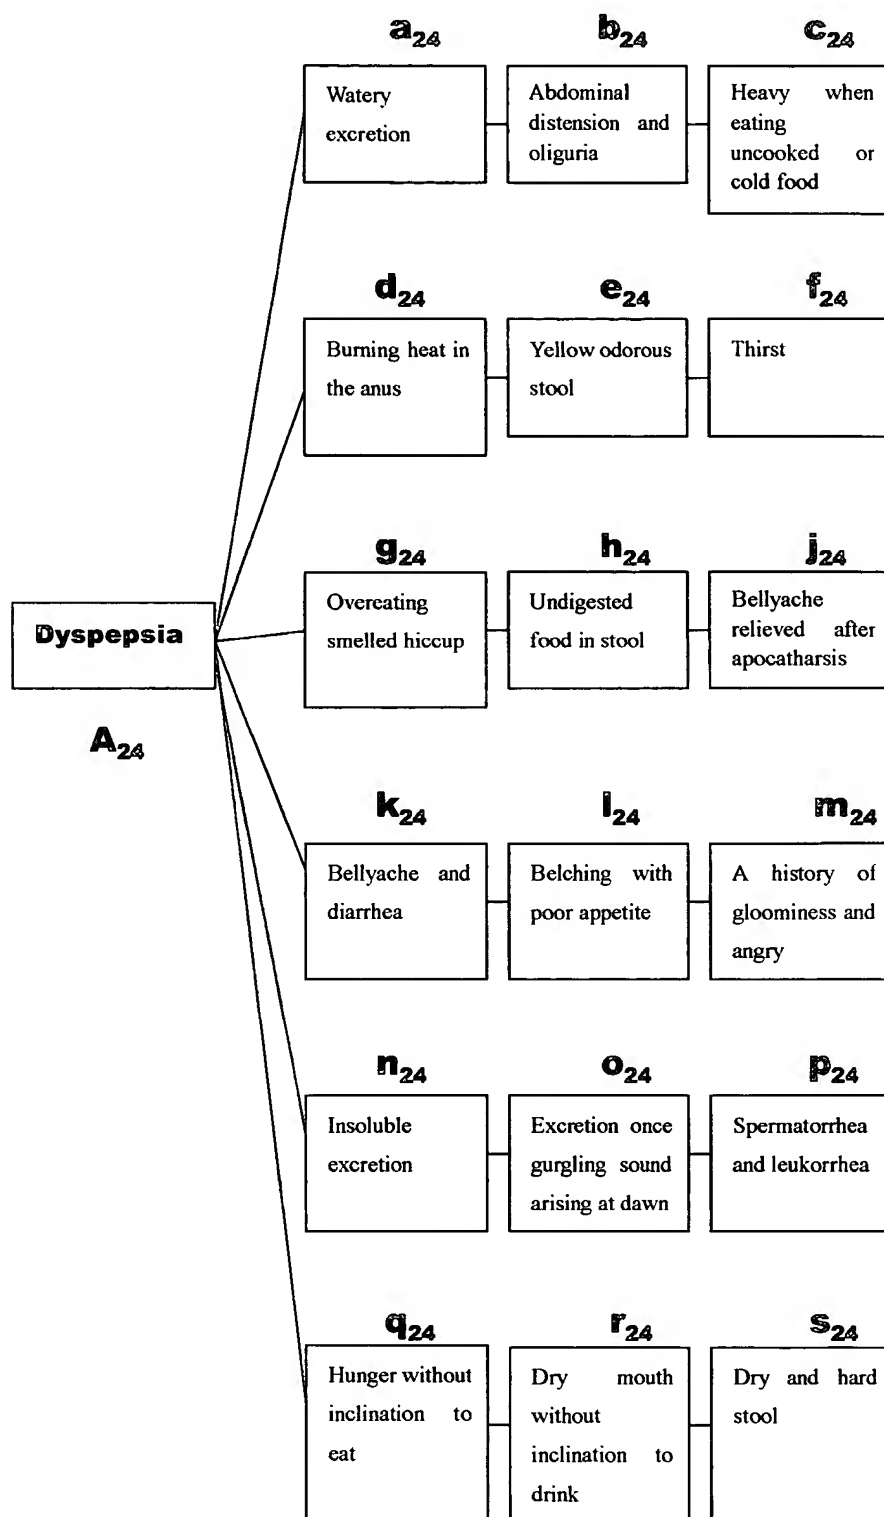 a24 b24 c24
Watery
excretion
Abdominal
distension and
oliguria
Heavy when
eating
uncooked or
cold food
d24 e24 f24
Burning heat in
the anus
Yellow odorous
stool
Thirst
g24 h24 j24
Overeating
smelled hiccup
Undigested
food in stool
Bellyache
relieved after
apocatharsis
Dyspepsia
A24
k24 l24 m24
Bellyache and
diarrhea
Belching with
poor appetite
A history of
gloominess and
angry
n24 o24 p24
Insoluble
excretion
Excretion once
gurgling sound
arising at dawn
Spermatorrhea
and leukorrhea
q24 r24 s24
Hunger without
inclination to
eat
Dry mouth
without
inclination to
drink
Dry and hard
stool